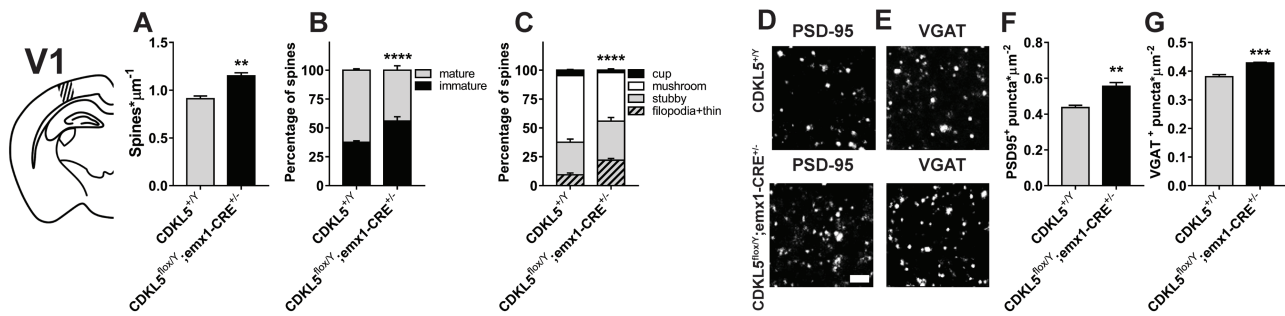 V1
A
Spines*μm⁻¹
1.5
1.0
0.5
0.0
**
CDKL5⁺/ʸ
CDKL5ᶠˡᵒˣ/ʸ;emx1-CRE⁺/⁻
B
Percentage of spines
100
75
50
25
0
****
mature
immature
CDKL5⁺/ʸ
CDKL5ᶠˡᵒˣ/ʸ;emx1-CRE⁺/⁻
C
Percentage of spines
100
75
50
25
0
****
cup
mushroom
stubby
filopodia+thin
CDKL5⁺/ʸ
CDKL5ᶠˡᵒˣ/ʸ;emx1-CRE⁺/⁻
D
PSD-95
E
VGAT
CDKL5⁺/ʸ
PSD-95
VGAT
CDKL5ᶠˡᵒˣ/ʸ;emx1-CRE⁺/⁻
F
PSD95⁺ puncta*μm⁻²
0.8
0.6
0.4
0.2
0.0
**
CDKL5⁺/ʸ
CDKL5ᶠˡᵒˣ/ʸ;emx1-CRE⁺/⁻
G
VGAT⁺ puncta*μm⁻²
0.5
0.4
0.3
0.2
0.1
0.0
***
CDKL5⁺/ʸ
CDKL5ᶠˡᵒˣ/ʸ;emx1-CRE⁺/⁻